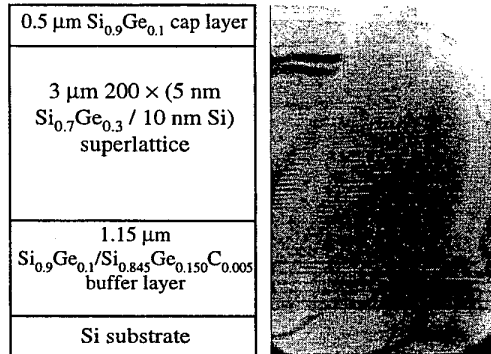 0.5 μm Si₀.₉Ge₀.₁ cap layer
3 μm 200 × (5 nm
Si₀.₇Ge₀.₃ / 10 nm Si)
superlattice
1.15 μm
Si₀.₉Ge₀.₁/Si₀.₈₄₅Ge₀.₁₅₀C₀.₀₀₅
buffer layer
Si substrate